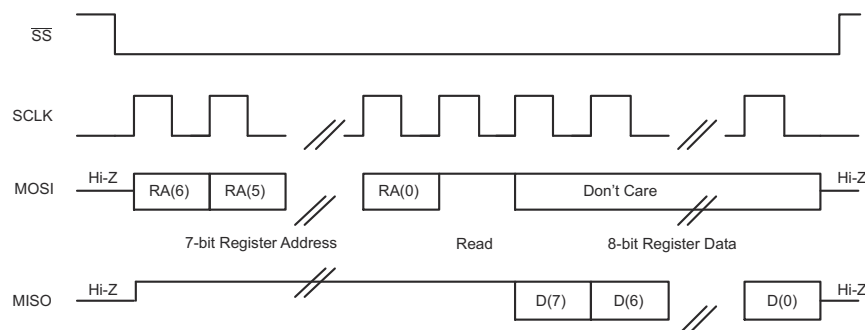 SS
SCLK
MOSI Hi-Z RA(6) RA(5) RA(0) Don't Care Hi-Z
7-bit Register Address Read 8-bit Register Data
MISO Hi-Z D(7) D(6) D(0) Hi-Z